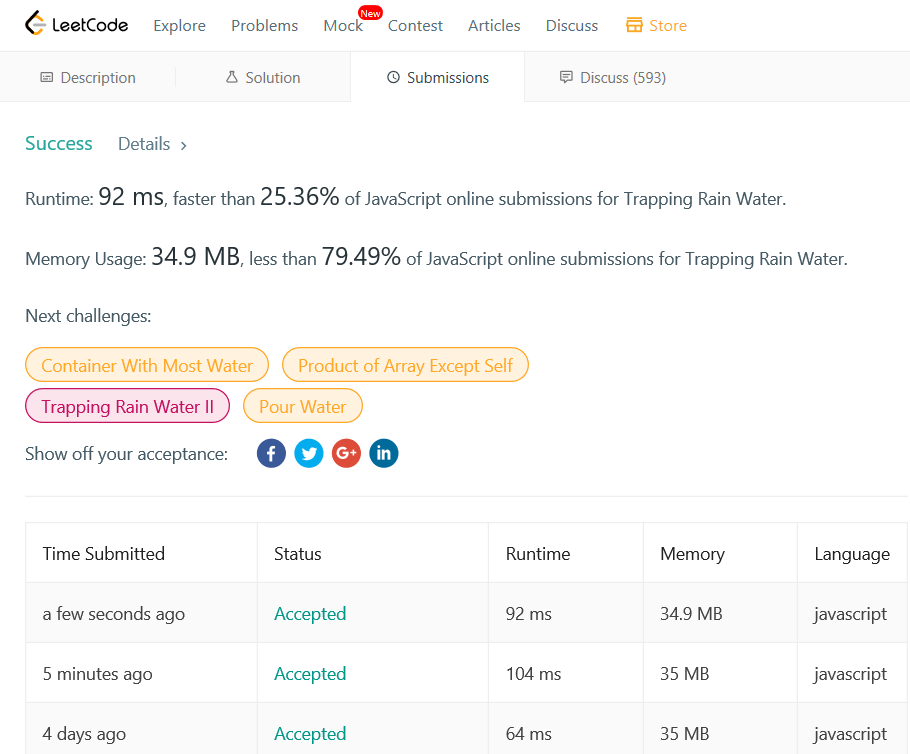 LeetCode Explore Problems Mock New Contest Articles Discuss Store
Description Solution Submissions Discuss (593)
Success Details >
Runtime: 92 ms, faster than 25.36% of JavaScript online submissions for Trapping Rain Water.
Memory Usage: 34.9 MB, less than 79.49% of JavaScript online submissions for Trapping Rain Water.
Next challenges:
Container With Most Water Product of Array Except Self
Trapping Rain Water II Pour Water
Show off your acceptance: f G+ in
Time Submitted Status Runtime Memory Language
a few seconds ago Accepted 92 ms 34.9 MB javascript
5 minutes ago Accepted 104 ms 35 MB javascript
4 days ago Accepted 64 ms 35 MB javascript